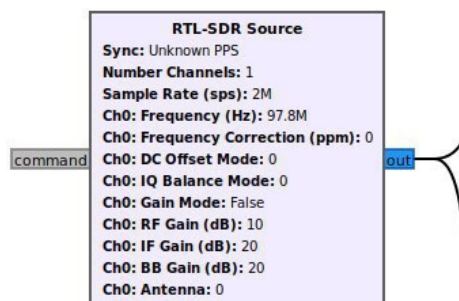 RTL-SDR Source
Sync: Unknown PPS
Number Channels: 1
Sample Rate (sps): 2M
Ch0: Frequency (Hz): 97.8M
Ch0: Frequency Correction (ppm): 0
command
Ch0: DC Offset Mode: 0
out
Ch0: IQ Balance Mode: 0
Ch0: Gain Mode: False
Ch0: RF Gain (dB): 10
Ch0: IF Gain (dB): 20
Ch0: BB Gain (dB): 20
Ch0: Antenna: 0